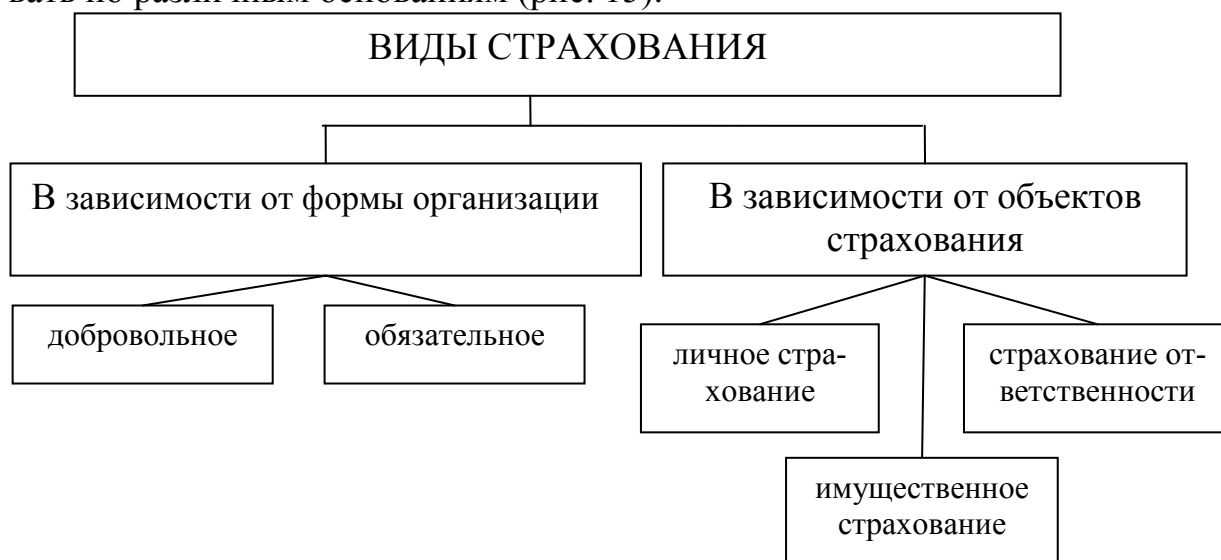 вать по различным основаниям (рис. 15).
ВИДЫ СТРАХОВАНИЯ
В зависимости от формы организации
В зависимости от объектов
страхования
добровольное
обязательное
личное стра-
хование
страхование от-
ветственности
имущественное
страхование